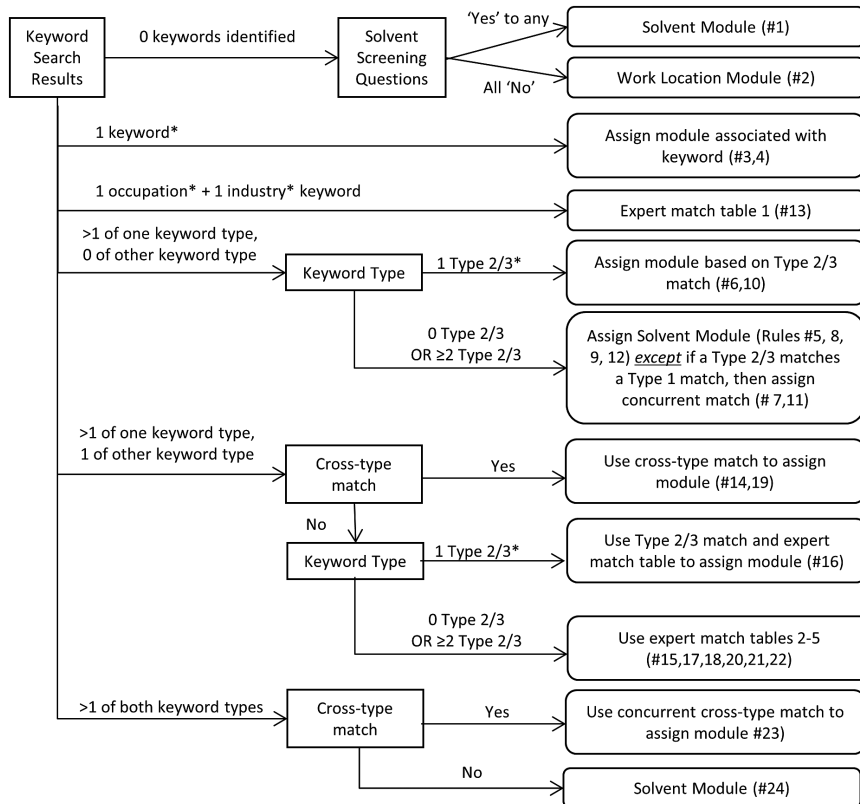 Keyword
Search
Results
0 keywords identified
Solvent
Screening
Questions
‘Yes’ to any
Solvent Module (#1)
All ‘No’
Work Location Module (#2)
1 keyword*
Assign module associated with
keyword (#3,4)
1 occupation* + 1 industry* keyword
Expert match table 1 (#13)
>1 of one keyword type,
0 of other keyword type
Keyword Type
1 Type 2/3*
Assign module based on Type 2/3
match (#6,10)
0 Type 2/3
OR ≥2 Type 2/3
Assign Solvent Module (Rules #5, 8,
9, 12) except if a Type 2/3 matches
a Type 1 match, then assign
concurrent match (# 7,11)
>1 of one keyword type,
1 of other keyword type
Cross-type
match
Yes
Use cross-type match to assign
module (#14,19)
No
Keyword Type
1 Type 2/3*
Use Type 2/3 match and expert
match table to assign module (#16)
0 Type 2/3
OR ≥2 Type 2/3
Use expert match tables 2-5
(#15,17,18,20,21,22)
>1 of both keyword types
Cross-type
match
Yes
Use concurrent cross-type match to
assign module #23)
No
Solvent Module (#24)